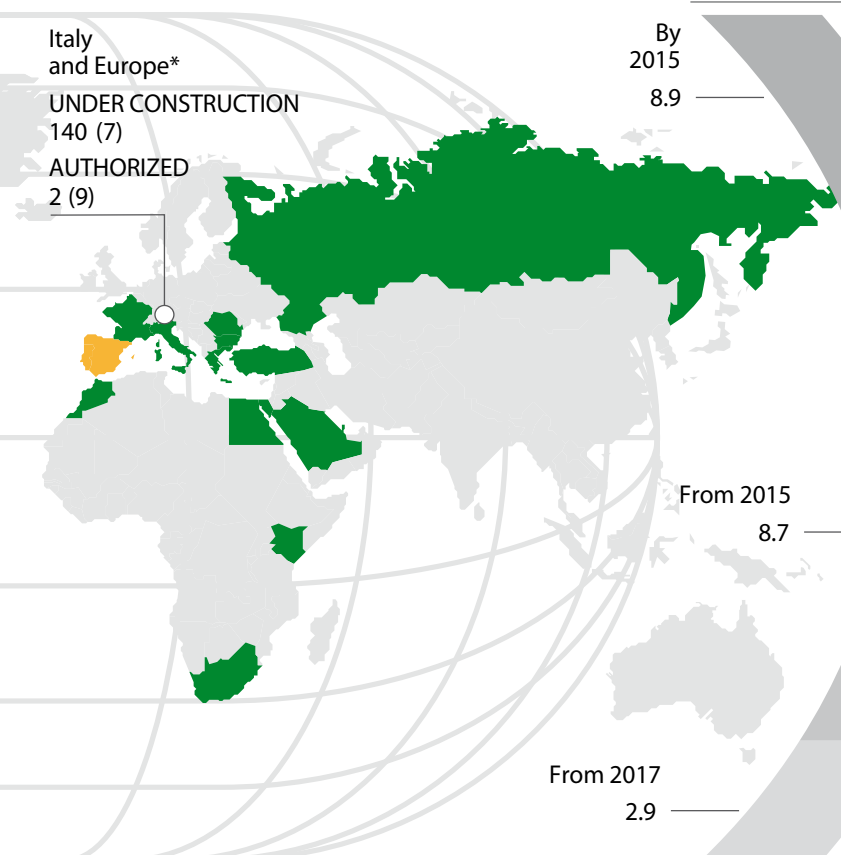 Italy
and Europe*
UNDER CONSTRUCTION
140 (7)
AUTHORIZED
2 (9)
By
2015
8.9
From 2015
8.7
From 2017
2.9